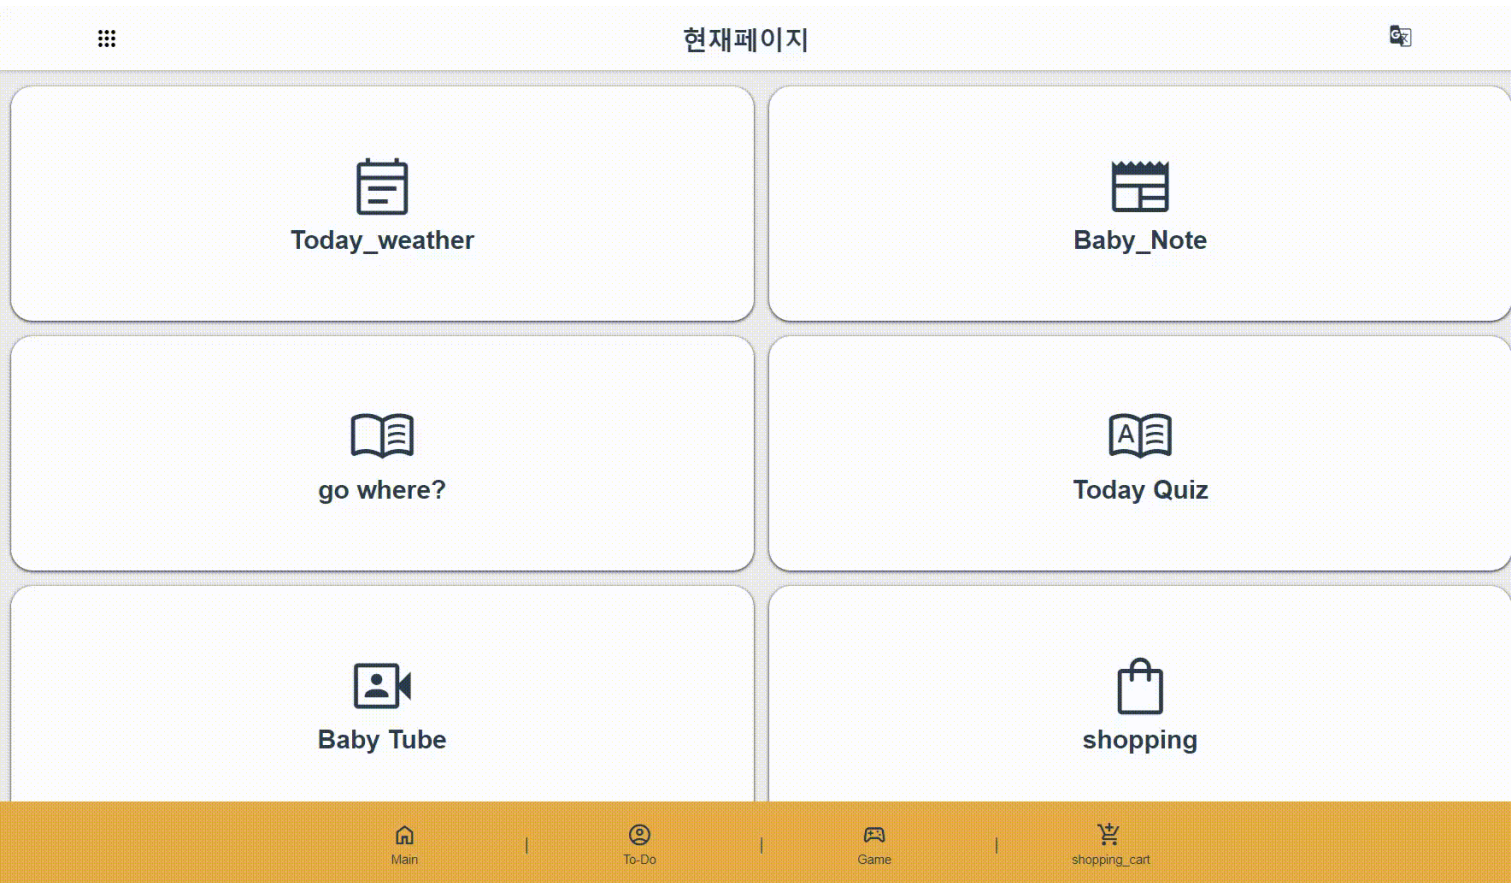 현재페이지
Today_weather
Baby_Note
go where?
Today Quiz
A
Baby Tube
shopping
Main
To-Do
Game
shopping_cart